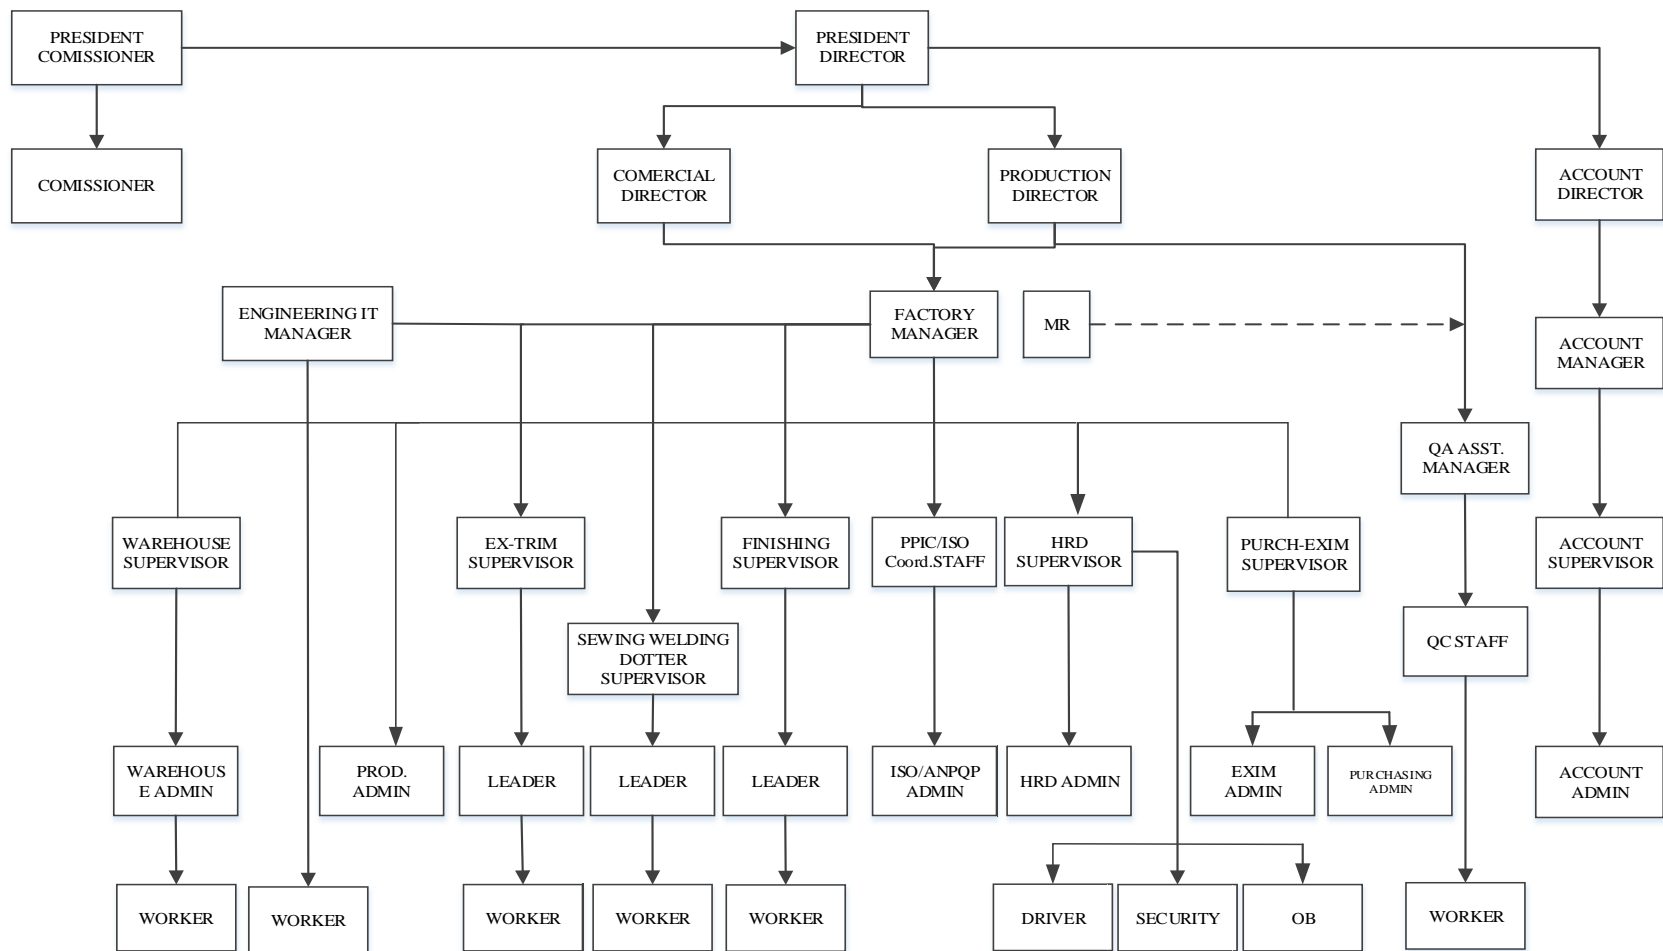 PRESIDENT
COMISSIONER
PRESIDENT
DIRECTOR
COMISSIONER
COMERCIAL
DIRECTOR
PRODUCTION
DIRECTOR
ACCOUNT
DIRECTOR
ENGINEERING IT
MANAGER
FACTORY
MANAGER
MR
ACCOUNT
MANAGER
QA ASST.
MANAGER
WAREHOUSE
SUPERVISOR
EX-TRIM
SUPERVISOR
FINISHING
SUPERVISOR
PPIC/ISO
Coord.STAFF
HRD
SUPERVISOR
PURCH-EXIM
SUPERVISOR
ACCOUNT
SUPERVISOR
SEWING WELDING
DOTTER
SUPERVISOR
QC STAFF
WAREHOUS
E ADMIN
PROD.
ADMIN
LEADER
LEADER
LEADER
ISO/ANPQP
ADMIN
HRD ADMIN
EXIM
ADMIN
PURCHASING
ADMIN
ACCOUNT
ADMIN
WORKER
WORKER
WORKER
WORKER
WORKER
DRIVER
SECURITY
OB
WORKER